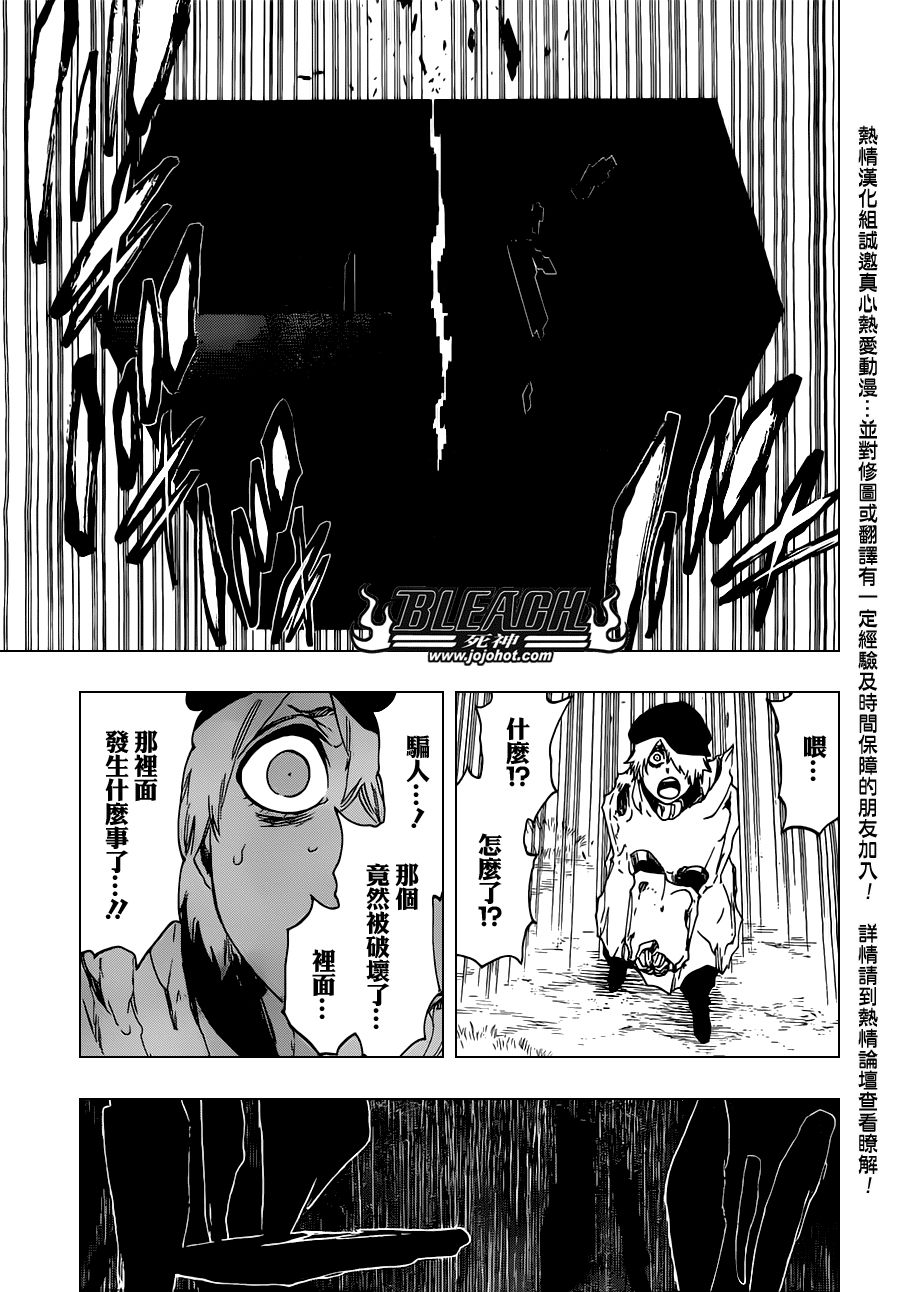 BLEACH
死神
www.jojohot.com
喂…
什麼!?
怎麼了!?
騙人…!
那個
竟然被破壞了…
裡面…
那裡面
發生什麼事了…!!
熱情漢化組誠邀真心熱愛動漫…並對修圖或翻譯有一定經驗及時間保障的朋友加入!　詳情請到熱情論壇查看瞭解!